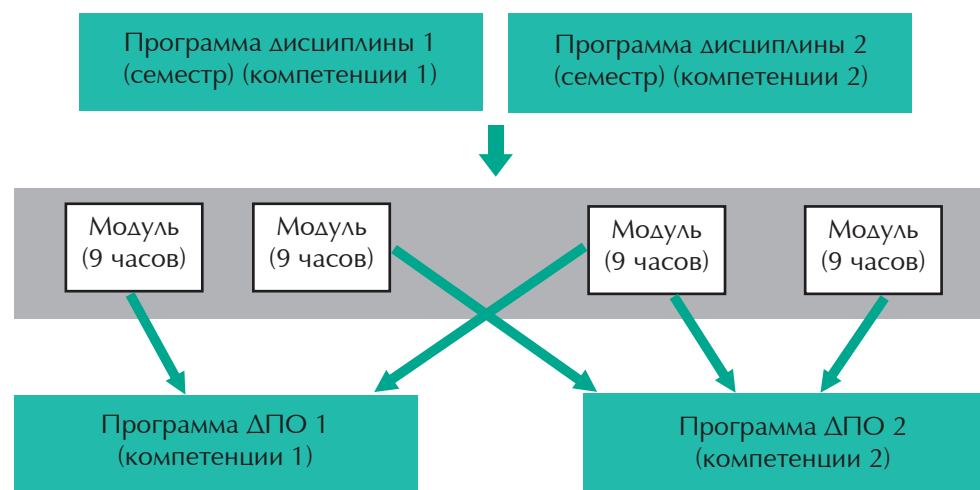 Программа дисциплины 1
(семестр) (компетенции 1)
Программа дисциплины 2
(семестр) (компетенции 2)
Модуль
(9 часов)
Модуль
(9 часов)
Модуль
(9 часов)
Модуль
(9 часов)
Программа ДПО 1
(компетенции 1)
Программа ДПО 2
(компетенции 2)